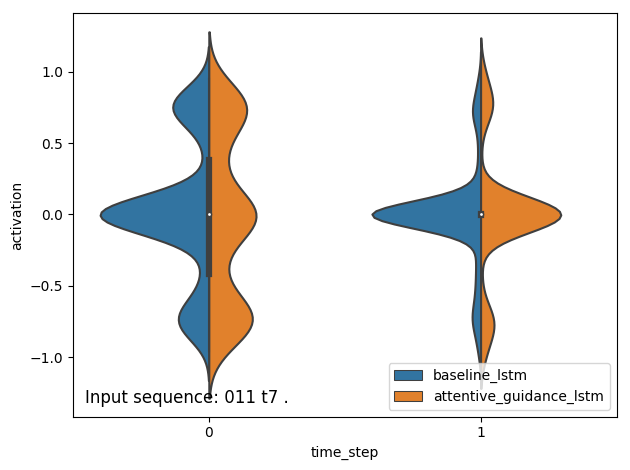 1.0
0.5
0.0
−0.5
−1.0
activation
Input sequence: 011 t7 .
baseline_lstm
attentive_guidance_lstm
0
1
time_step